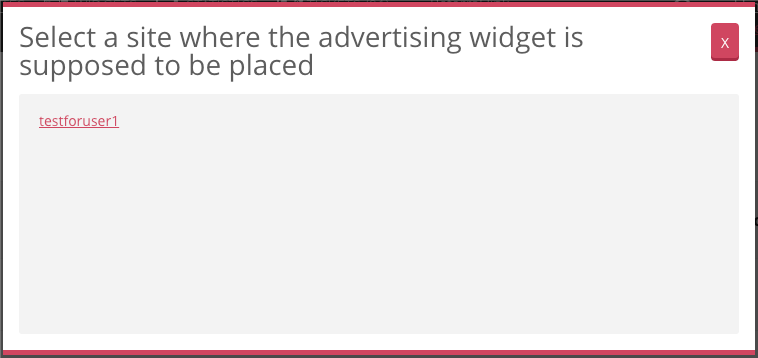 Select a site where the advertising widget is
supposed to be placed
X
testforuser1